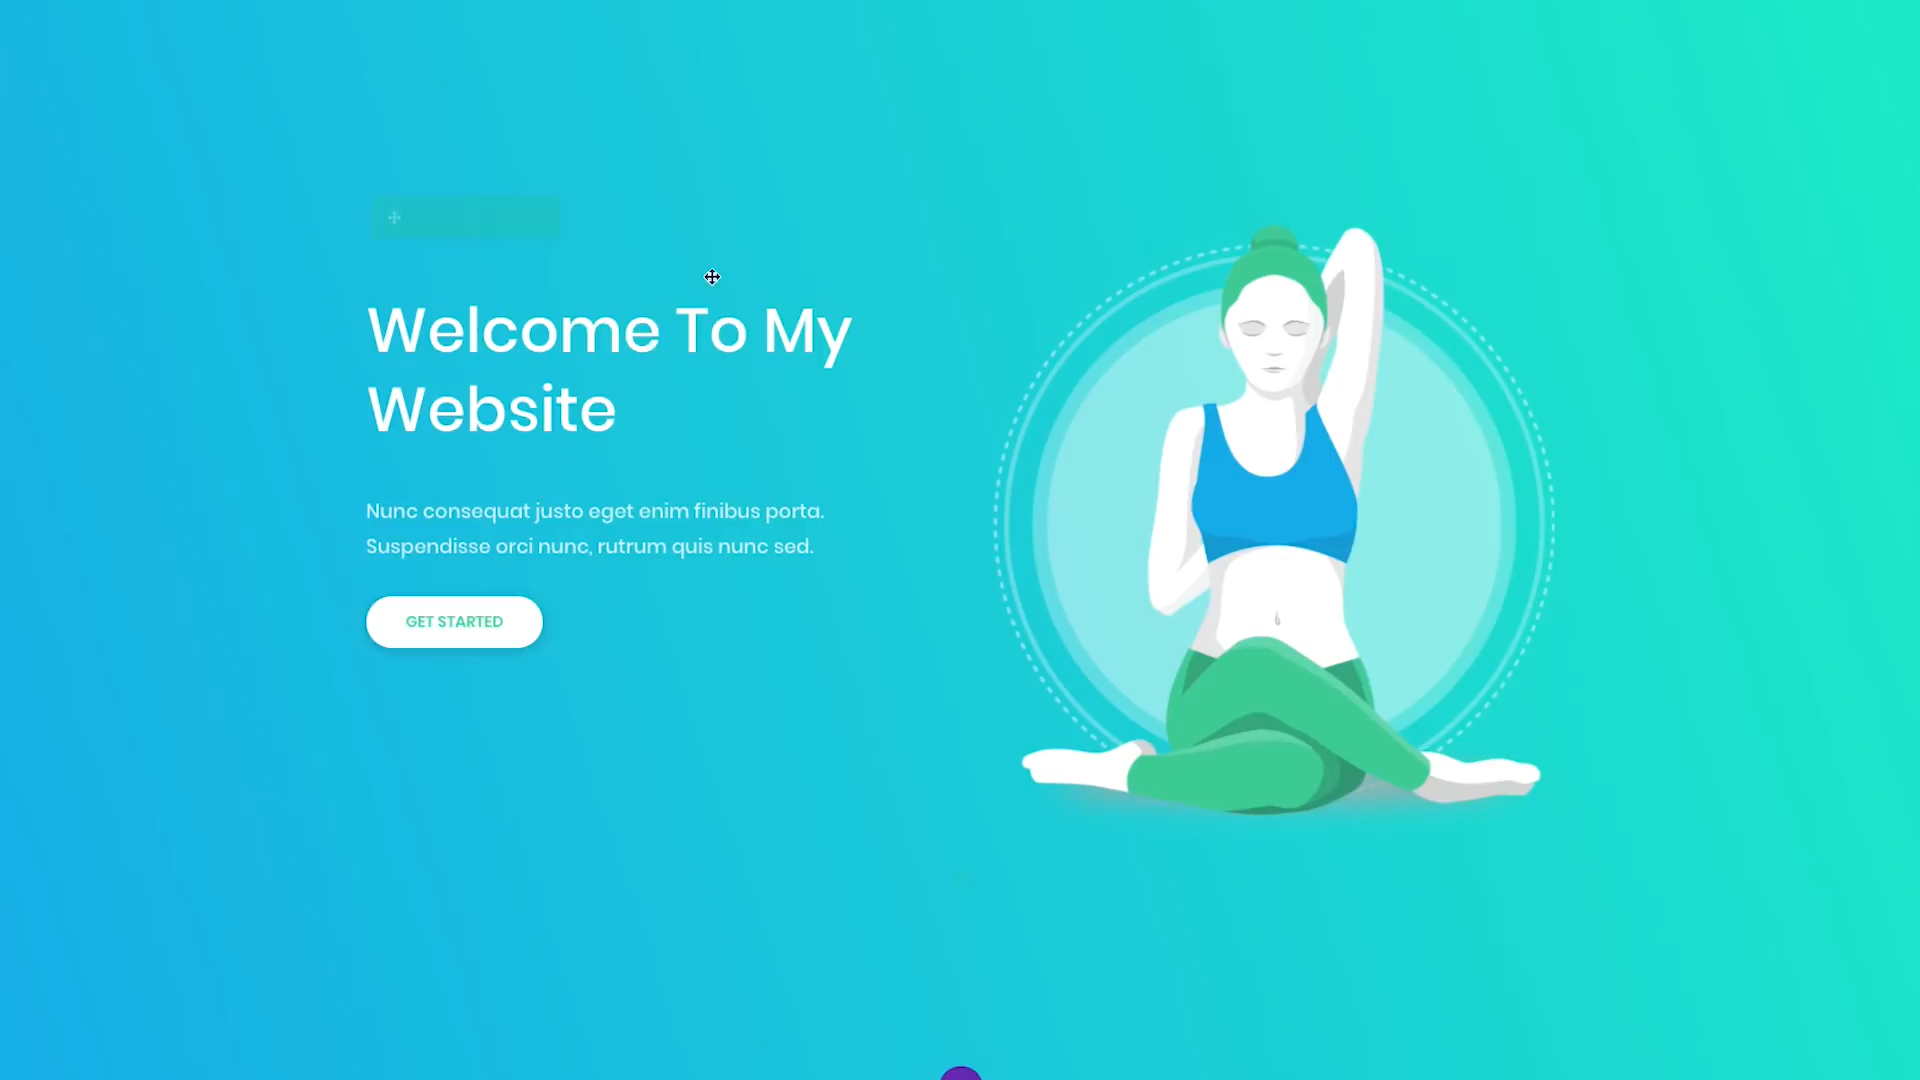 Welcome To My
Website
Nunc consequat justo eget enim finibus porta.
Suspendisse orci nunc, rutrum quis nunc sed.
GET STARTED